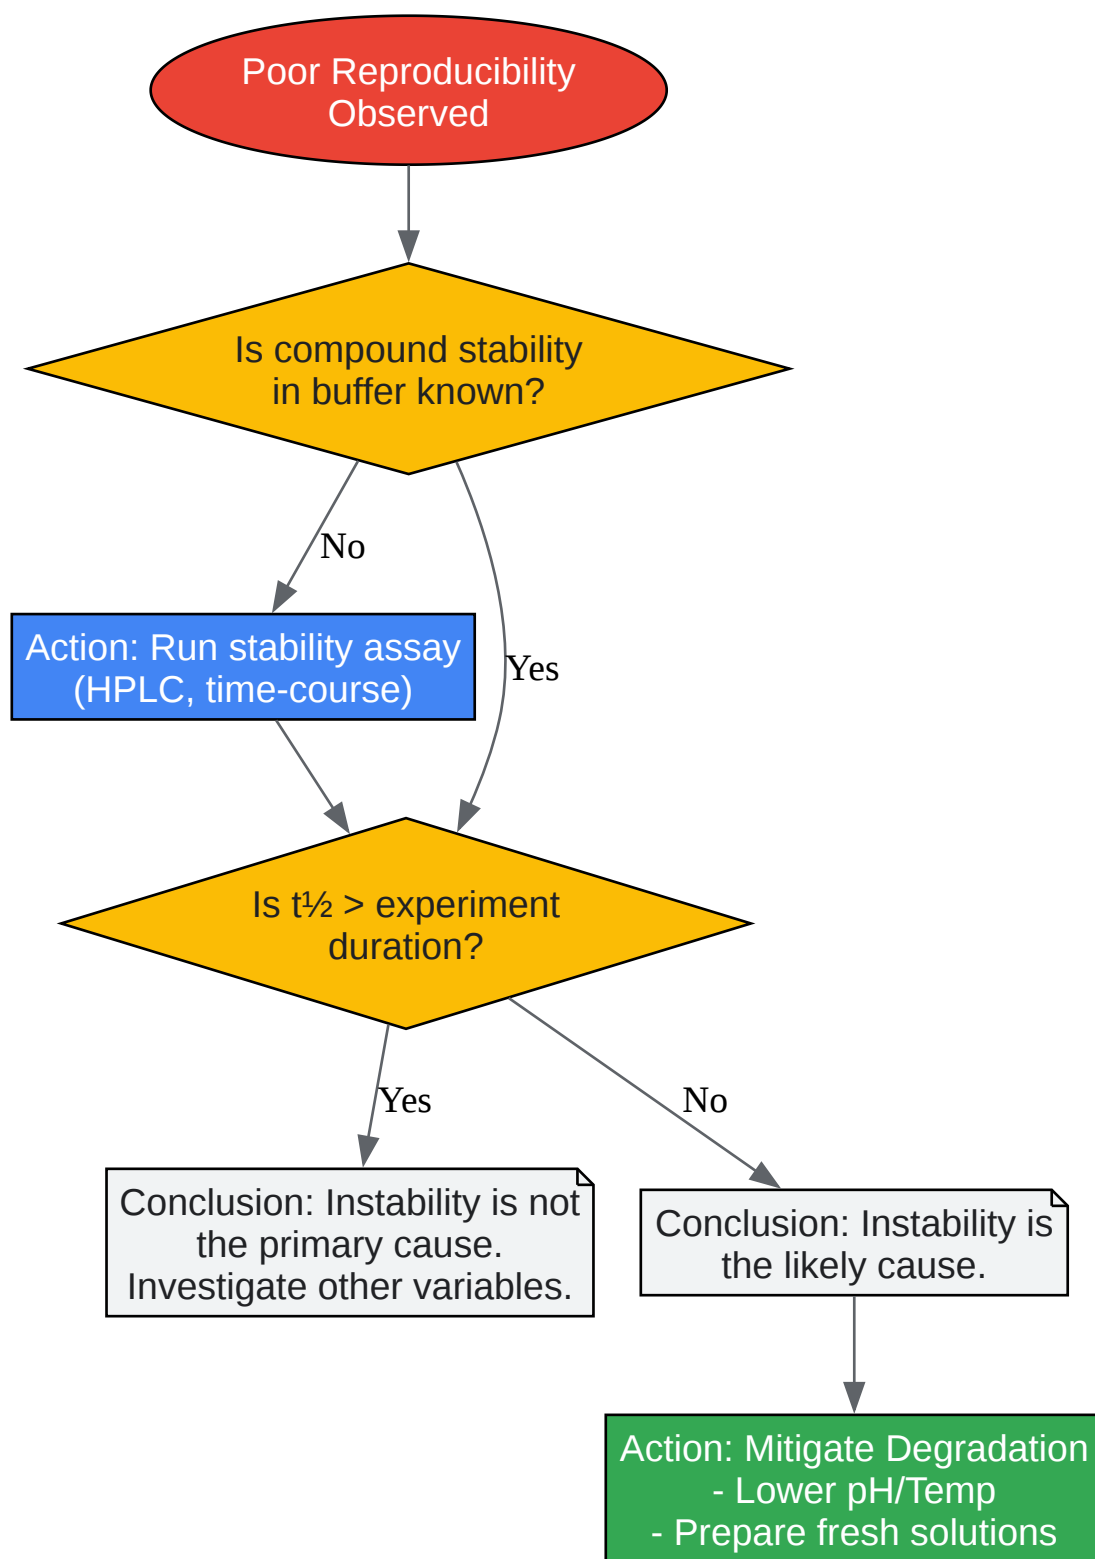 Poor Reproducibility
Observed
Is compound stability
in buffer known?
No
Yes
Action: Run stability assay
(HPLC, time-course)
Is t½ > experiment
duration?
Yes
No
Conclusion: Instability is not
the primary cause.
Investigate other variables.
Conclusion: Instability is
the likely cause.
Action: Mitigate Degradation
- Lower pH/Temp
- Prepare fresh solutions